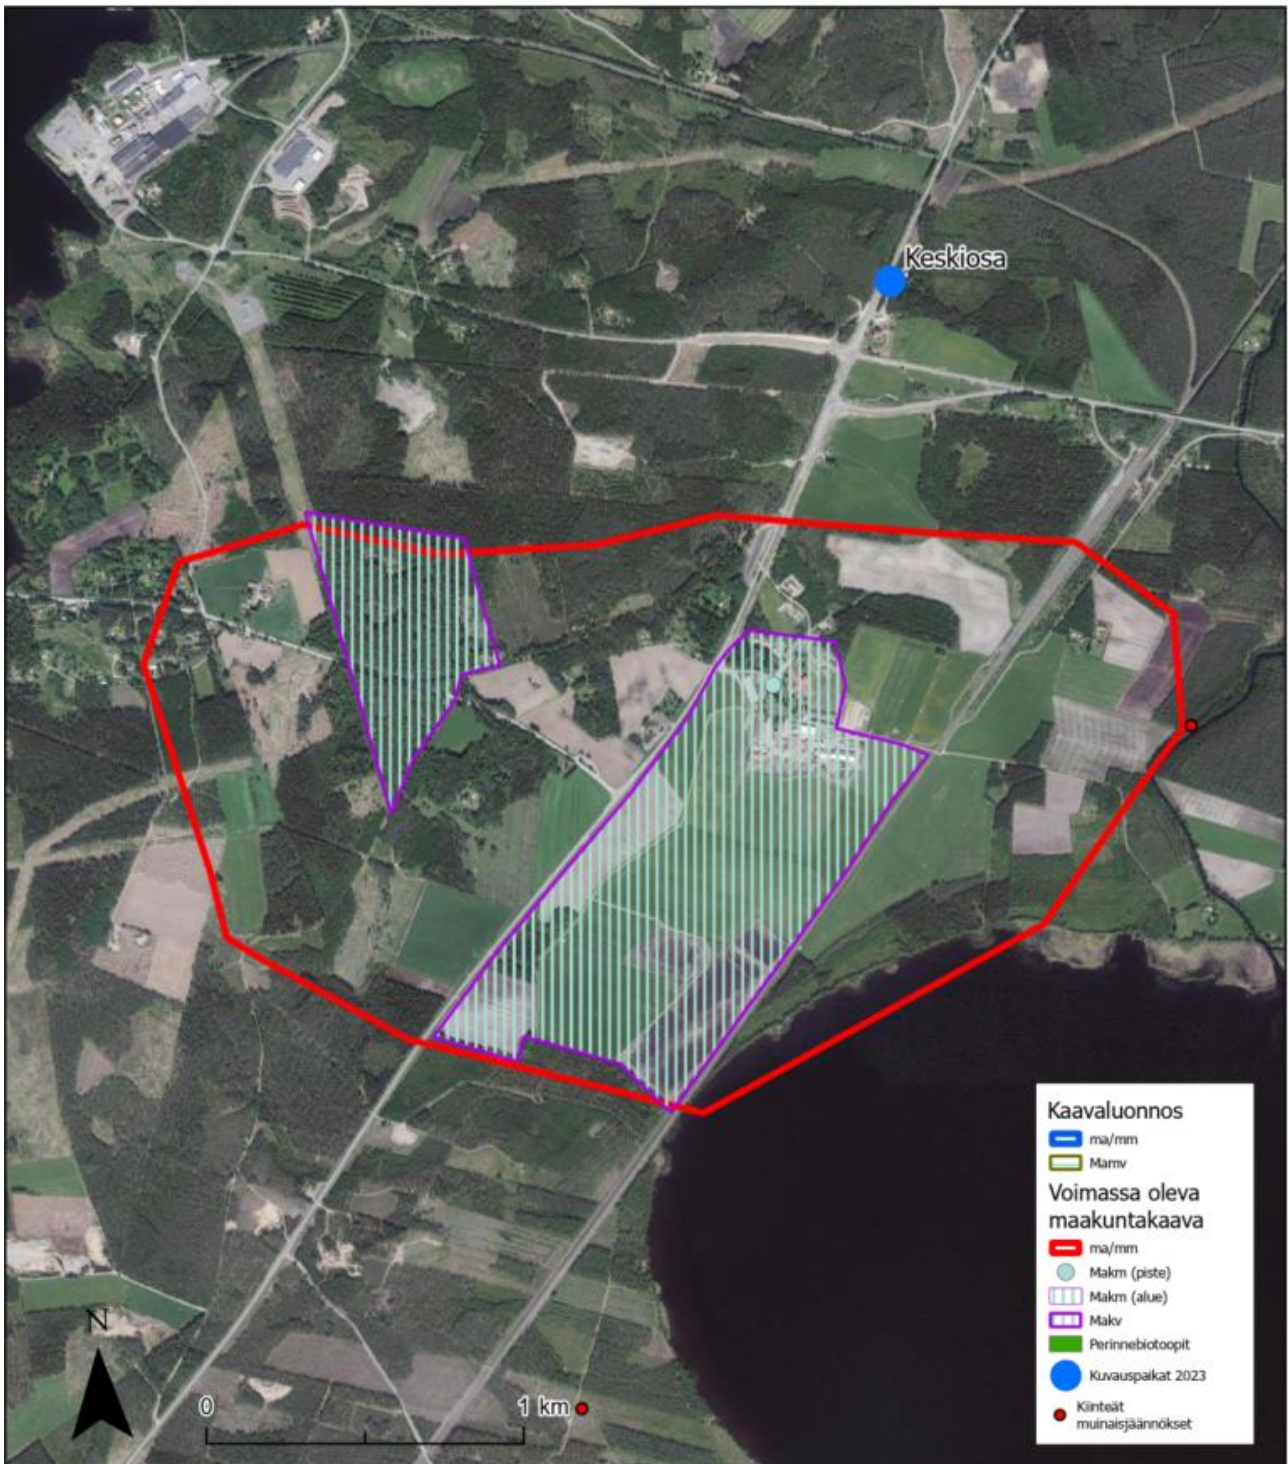 Keskiosa
Kaavaluonnos
ma/mm
Mamv
Voimassa oleva
maakuntakaava
ma/mm
Makm (piste)
Makm (alue)
Makv
Perinnebiotoopit
Kuvauspaikat 2023
Kiinteät
muinaisjäännökset
N
0
1 km